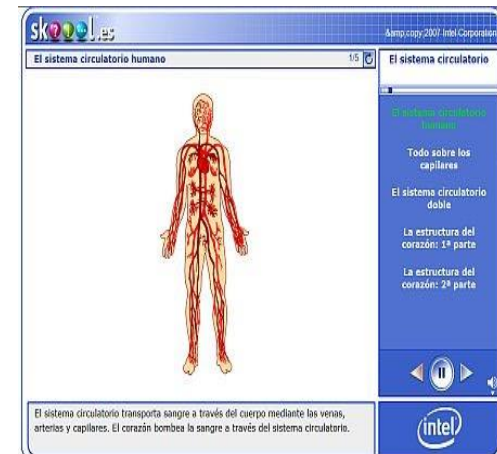 skoool.es
&amp;copy;2007 Intel Corporation
El sistema circulatorio humano
1/5
El sistema circulatorio
El sistema circulatorio
humano
Todo sobre los
capilares
El sistema circulatorio
doble
La estructura del
corazón: 1ª parte
La estructura del
corazón: 2ª parte
El sistema circulatorio transporta sangre a través del cuerpo mediante las venas,
arterias y capilares. El corazón bombea la sangre a través del sistema circulatorio.
intel